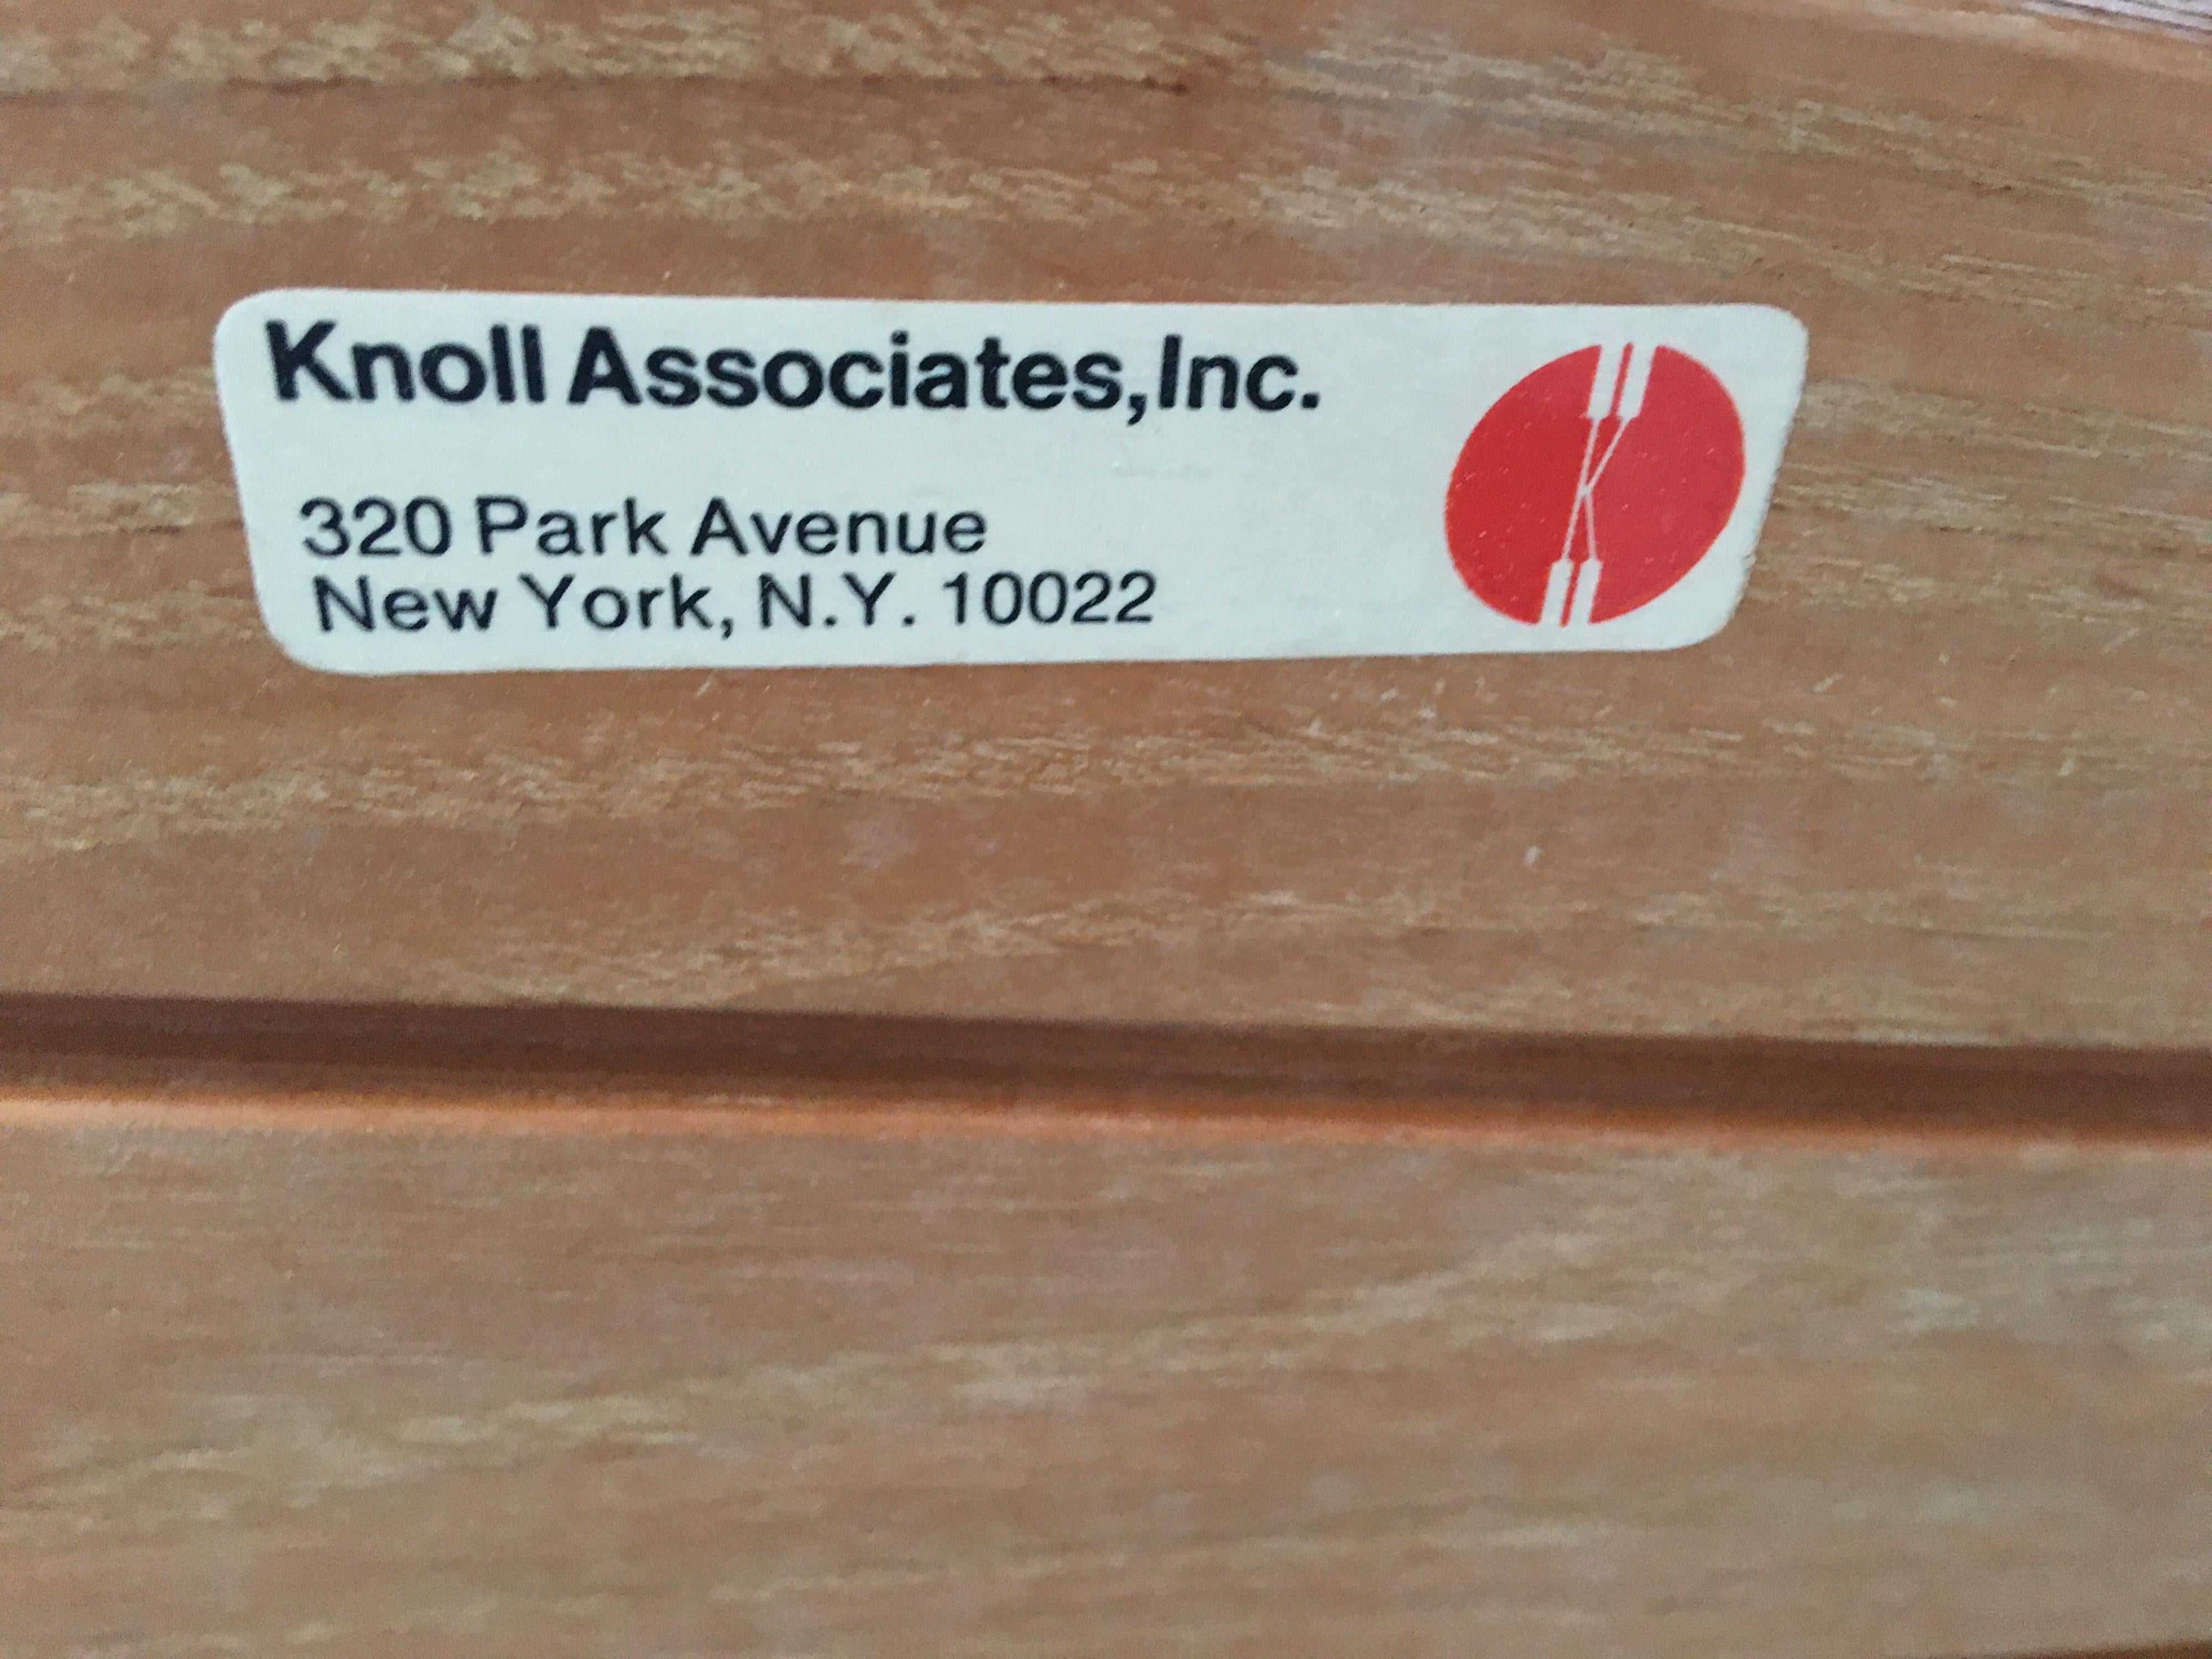 Knoll Associates,Inc.
320 Park Avenue
New York, N.Y. 10022
K